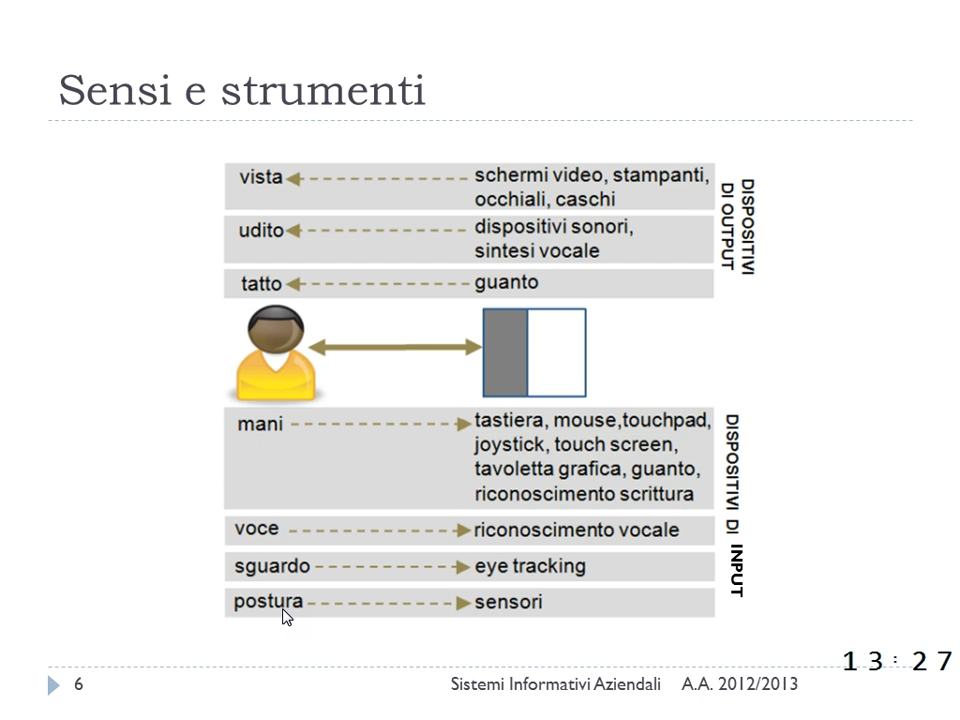 Sensi e strumenti
vista
schermi video, stampanti,
occhiali, caschi
udito
dispositivi sonori,
sintesi vocale
tatto
guanto
DISPOSITIVI
DI OUTPUT
mani
tastiera, mouse,touchpad,
joystick, touch screen,
tavoletta grafica, guanto,
riconoscimento scrittura
voce
riconoscimento vocale
sguardo
eye tracking
postura
sensori
DISPOSITIVI DI INPUT
13:27
6
Sistemi Informativi Aziendali A.A. 2012/2013